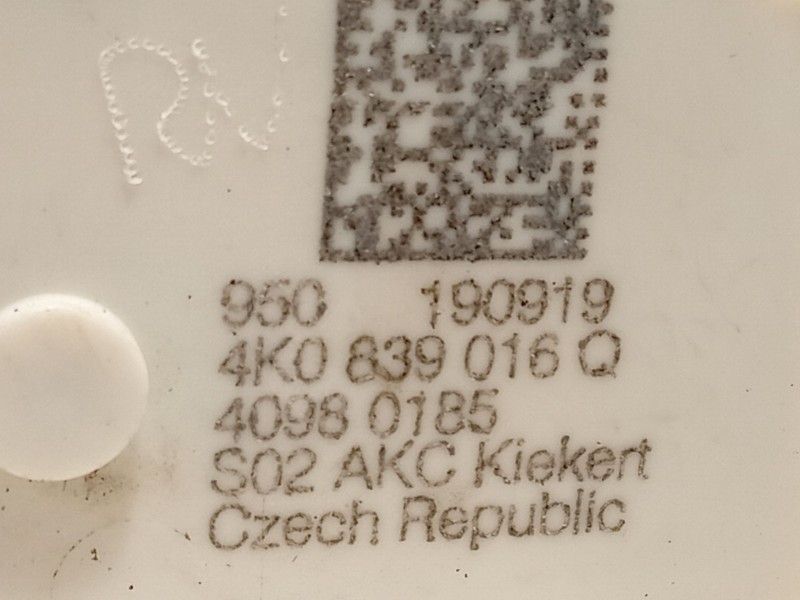 950 190919
4K0 839 016 Q
4098 0185
S02 AKC Kiekert
Czech Republic